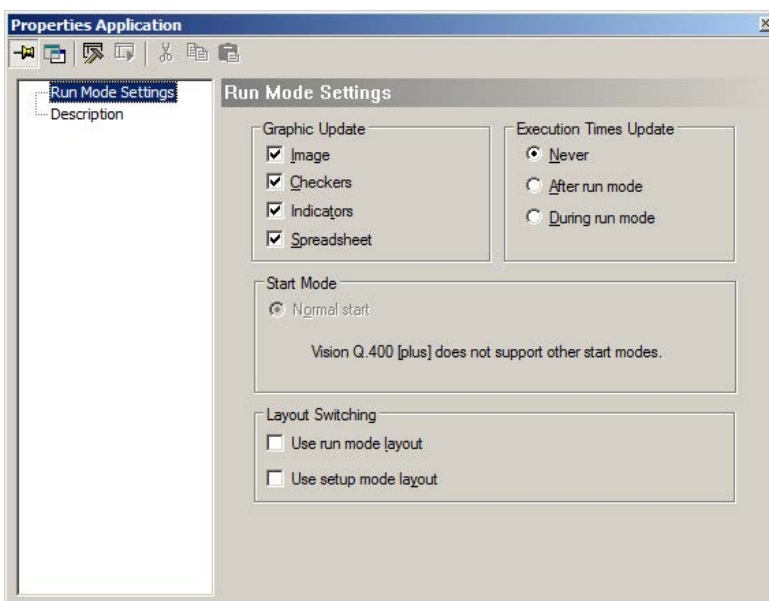 Properties Application
Run Mode Settings
Description
Run Mode Settings
Graphic Update
Image
Checkers
Indicators
Spreadsheet
Execution Times Update
Never
After run mode
During run mode
Start Mode
Normal start
Vision Q.400 [plus] does not support other start modes.
Layout Switching
Use run mode layout
Use setup mode layout